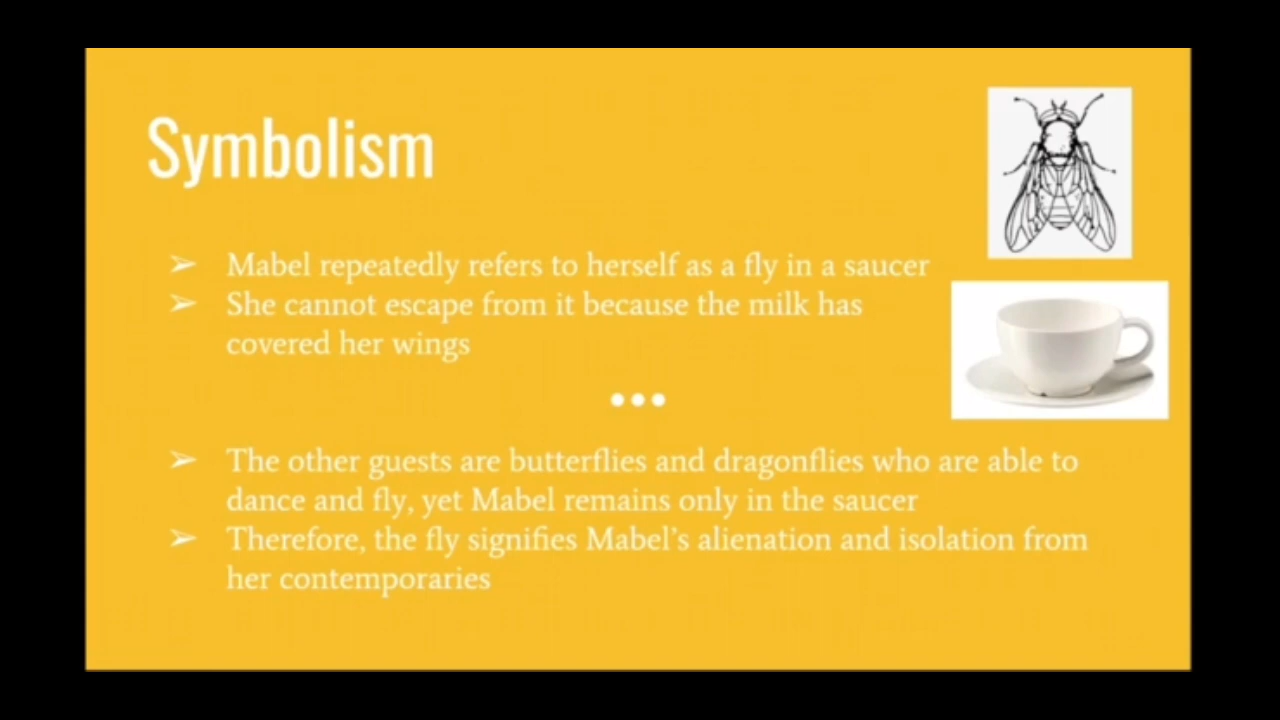 Symbolism
➢ Mabel repeatedly refers to herself as a fly in a saucer
➢ She cannot escape from it because the milk has
covered her wings
➢ The other guests are butterflies and dragonflies who are able to
dance and fly, yet Mabel remains only in the saucer
➢ Therefore, the fly signifies Mabel’s alienation and isolation from
her contemporaries